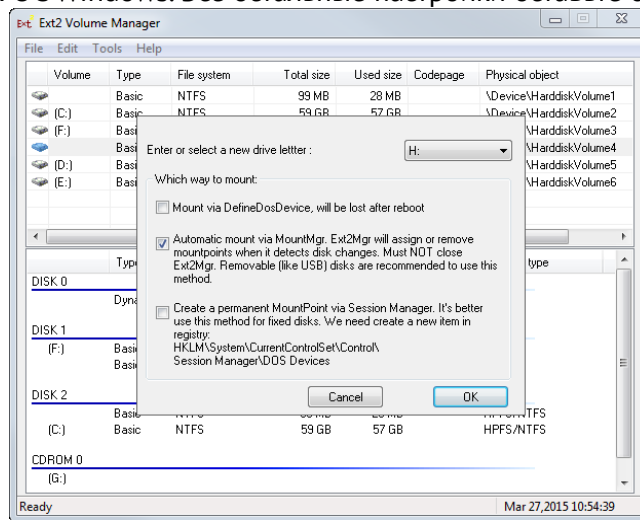 Ext2 Volume Manager
File Edit Tools Help
Volume Type File system Total size Used size Codepage Physical object
Basic NTFS 99 MB 28 MB \Device\HarddiskVolume1
(C:) Basic NTFS 59 GB 57 GB \Device\HarddiskVolume2
(F:) \HarddiskVolume3
\HarddiskVolume4
(D:) \HarddiskVolume5
(E:) \HarddiskVolume6
Enter or select a new drive lettter : H:
Which way to mount:
Mount via DefineDosDevice, will be lost after reboot
Automatic mount via MountMgr. Ext2Mgr will assign or remove
mountpoints when it detects disk changes. Must NOT close
Ext2Mgr. Removable (like USB) disks are recommended to use this
method.
Create a permanent MountPoint via Session Manager. It's better
use this method for fixed disks. We need create a new item in
registry:
HKLM\System\CurrentControlSet\Control\
Session Manager\DOS Devices
Cancel OK
type
DISK 0
DISK 1
(F:)
DISK 2
Basic
(C:) Basic NTFS 59 GB 57 GB HPFS/NTFS
CDROM 0
(G:)
Ready Mar 27,2015 10:54:39